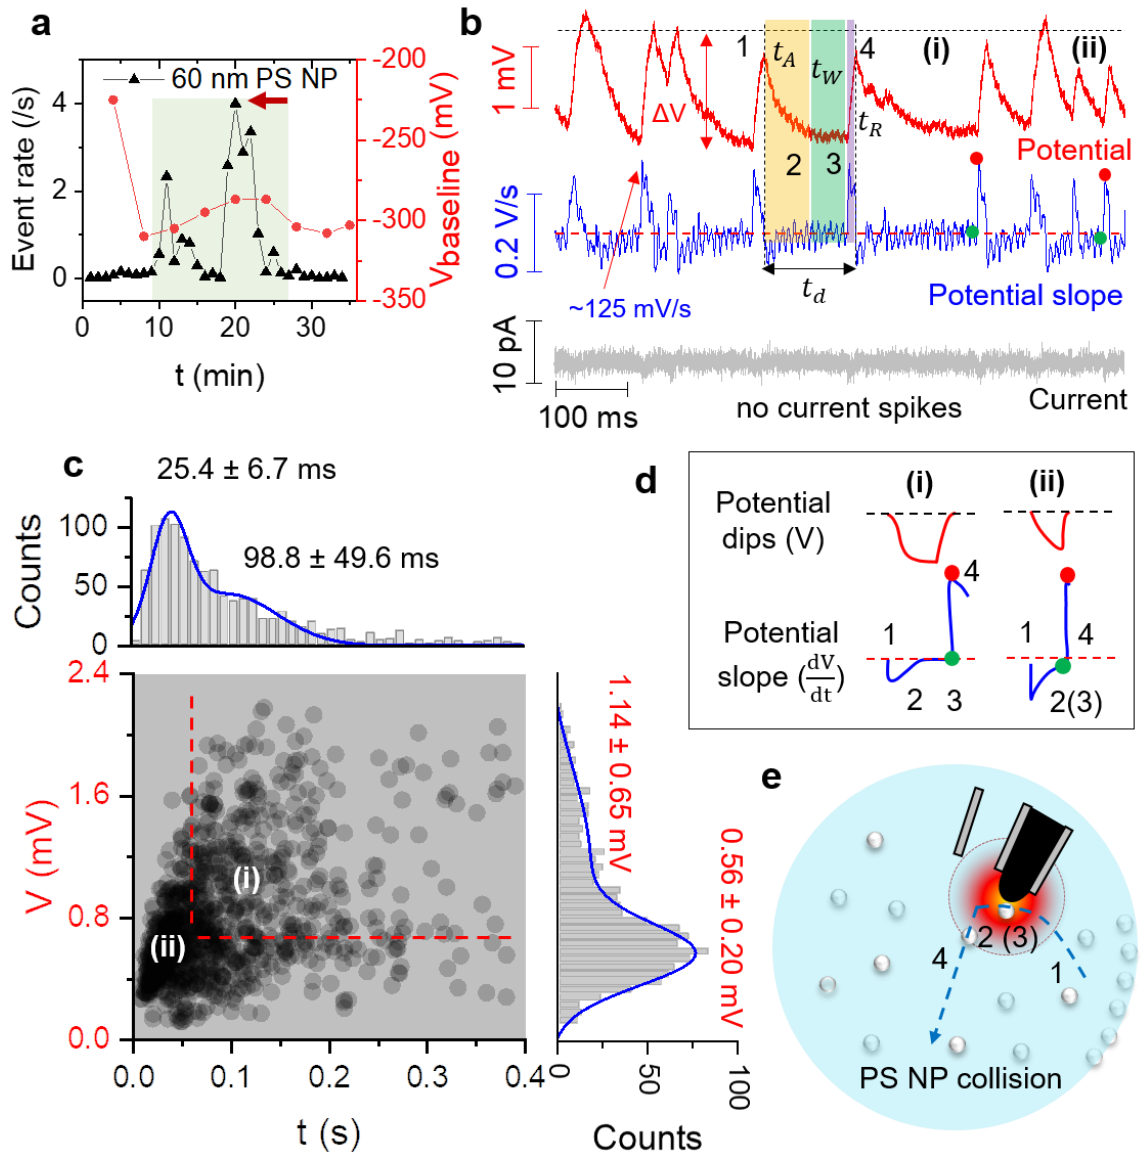 a
60 nm PS NP
Event rate (/s)
4
2
0
0
10
20
30
t (min)
-200
-250
-300
-350
Vbaseline (mV)
b
1 mV
1
t_A
t_W
4
(i)
(ii)
ΔV
t_R
2
3
Potential
0.2 V/s
~125 mV/s
t_d
Potential slope
10 pA
100 ms
no current spikes
Current
c
25.4 ± 6.7 ms
98.8 ± 49.6 ms
Counts
100
50
0
V (mV)
2.4
1.6
0.8
0.0
(i)
(ii)
0.0
0.1
0.2
0.3
0.4
t (s)
1.14 ± 0.65 mV
0.56 ± 0.20 mV
0
50
100
Counts
d
(i)
(ii)
Potential
dips (V)
4
1
1
4
Potential
slope (dV/dt)
2
3
2(3)
e
2 (3)
4
1
PS NP collision